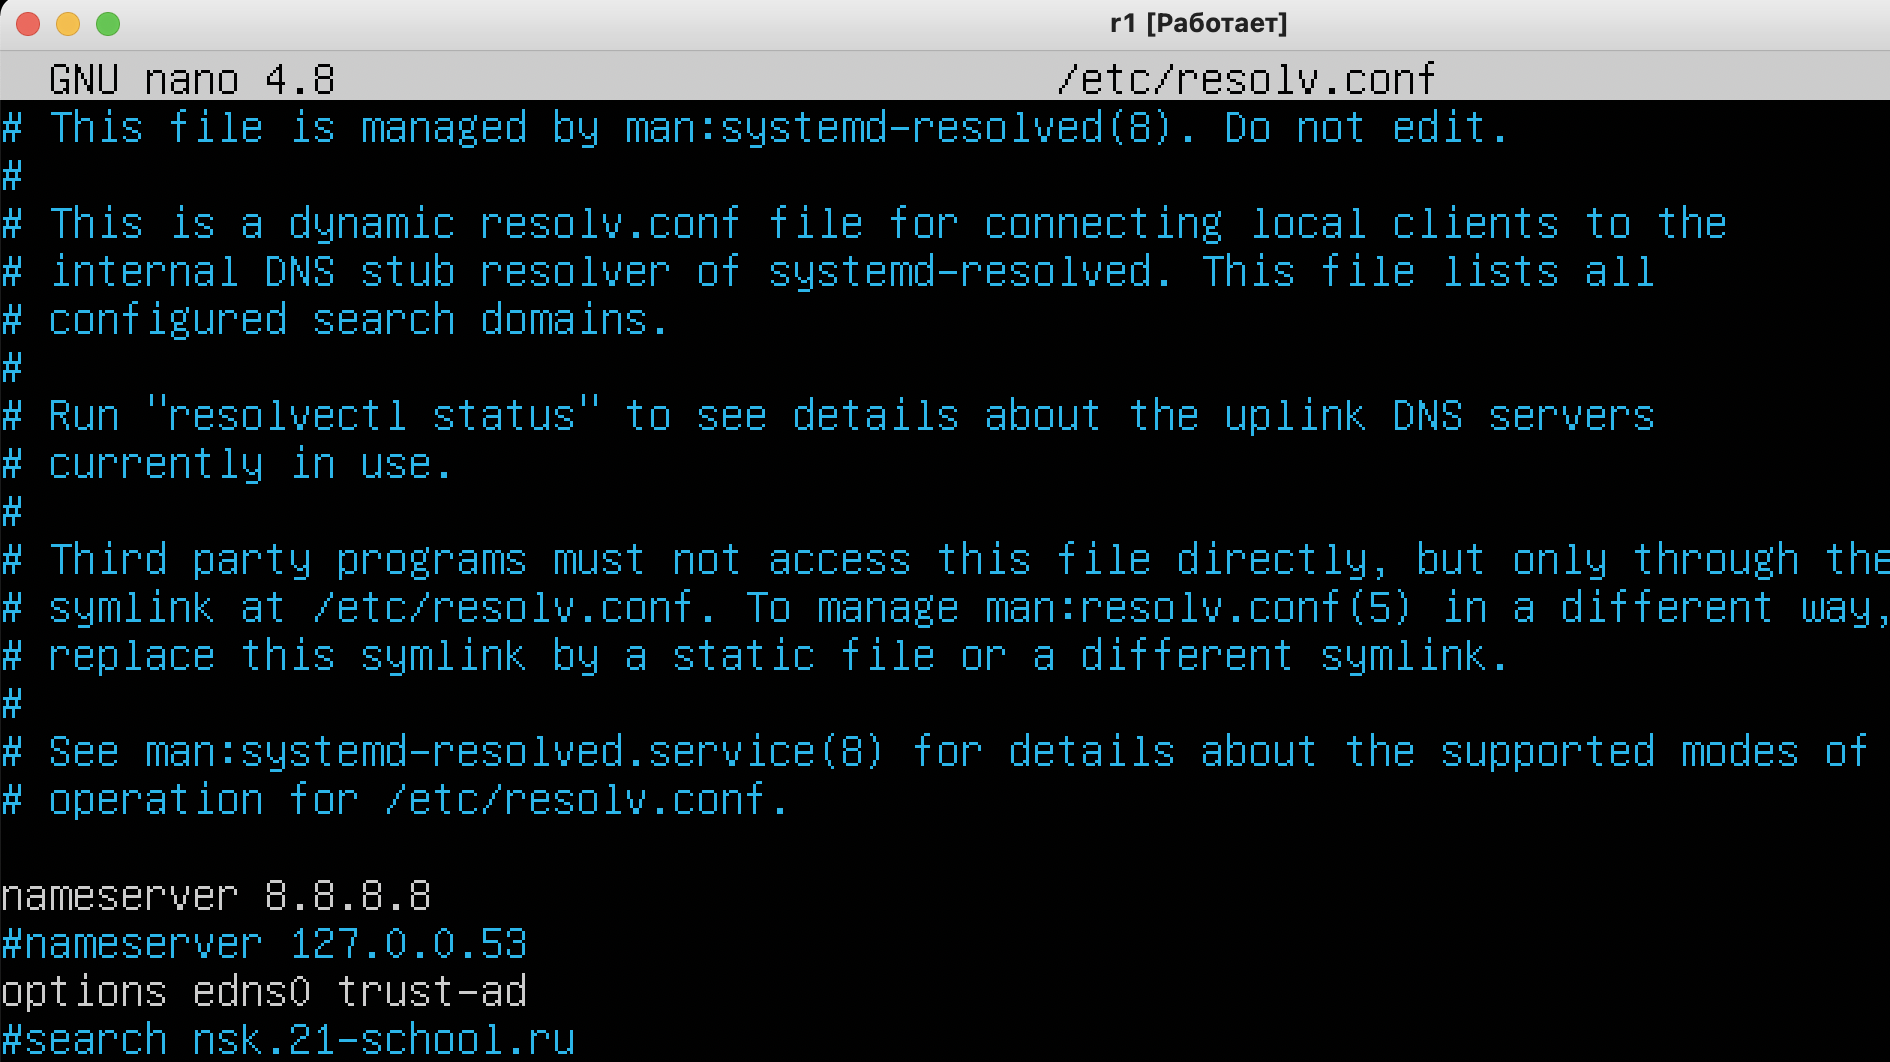 r1 [Работает]
GNU nano 4.8 /etc/resolv.conf
# This file is managed by man:systemd-resolved(8). Do not edit.
#
# This is a dynamic resolv.conf file for connecting local clients to the
# internal DNS stub resolver of systemd-resolved. This file lists all
# configured search domains.
#
# Run "resolvectl status" to see details about the uplink DNS servers
# currently in use.
#
# Third party programs must not access this file directly, but only through the
# symlink at /etc/resolv.conf. To manage man:resolv.conf(5) in a different way,
# replace this symlink by a static file or a different symlink.
#
# See man:systemd-resolved.service(8) for details about the supported modes of
# operation for /etc/resolv.conf.
nameserver 8.8.8.8
#nameserver 127.0.0.53
options edns0 trust-ad
#search nsk.21-school.ru